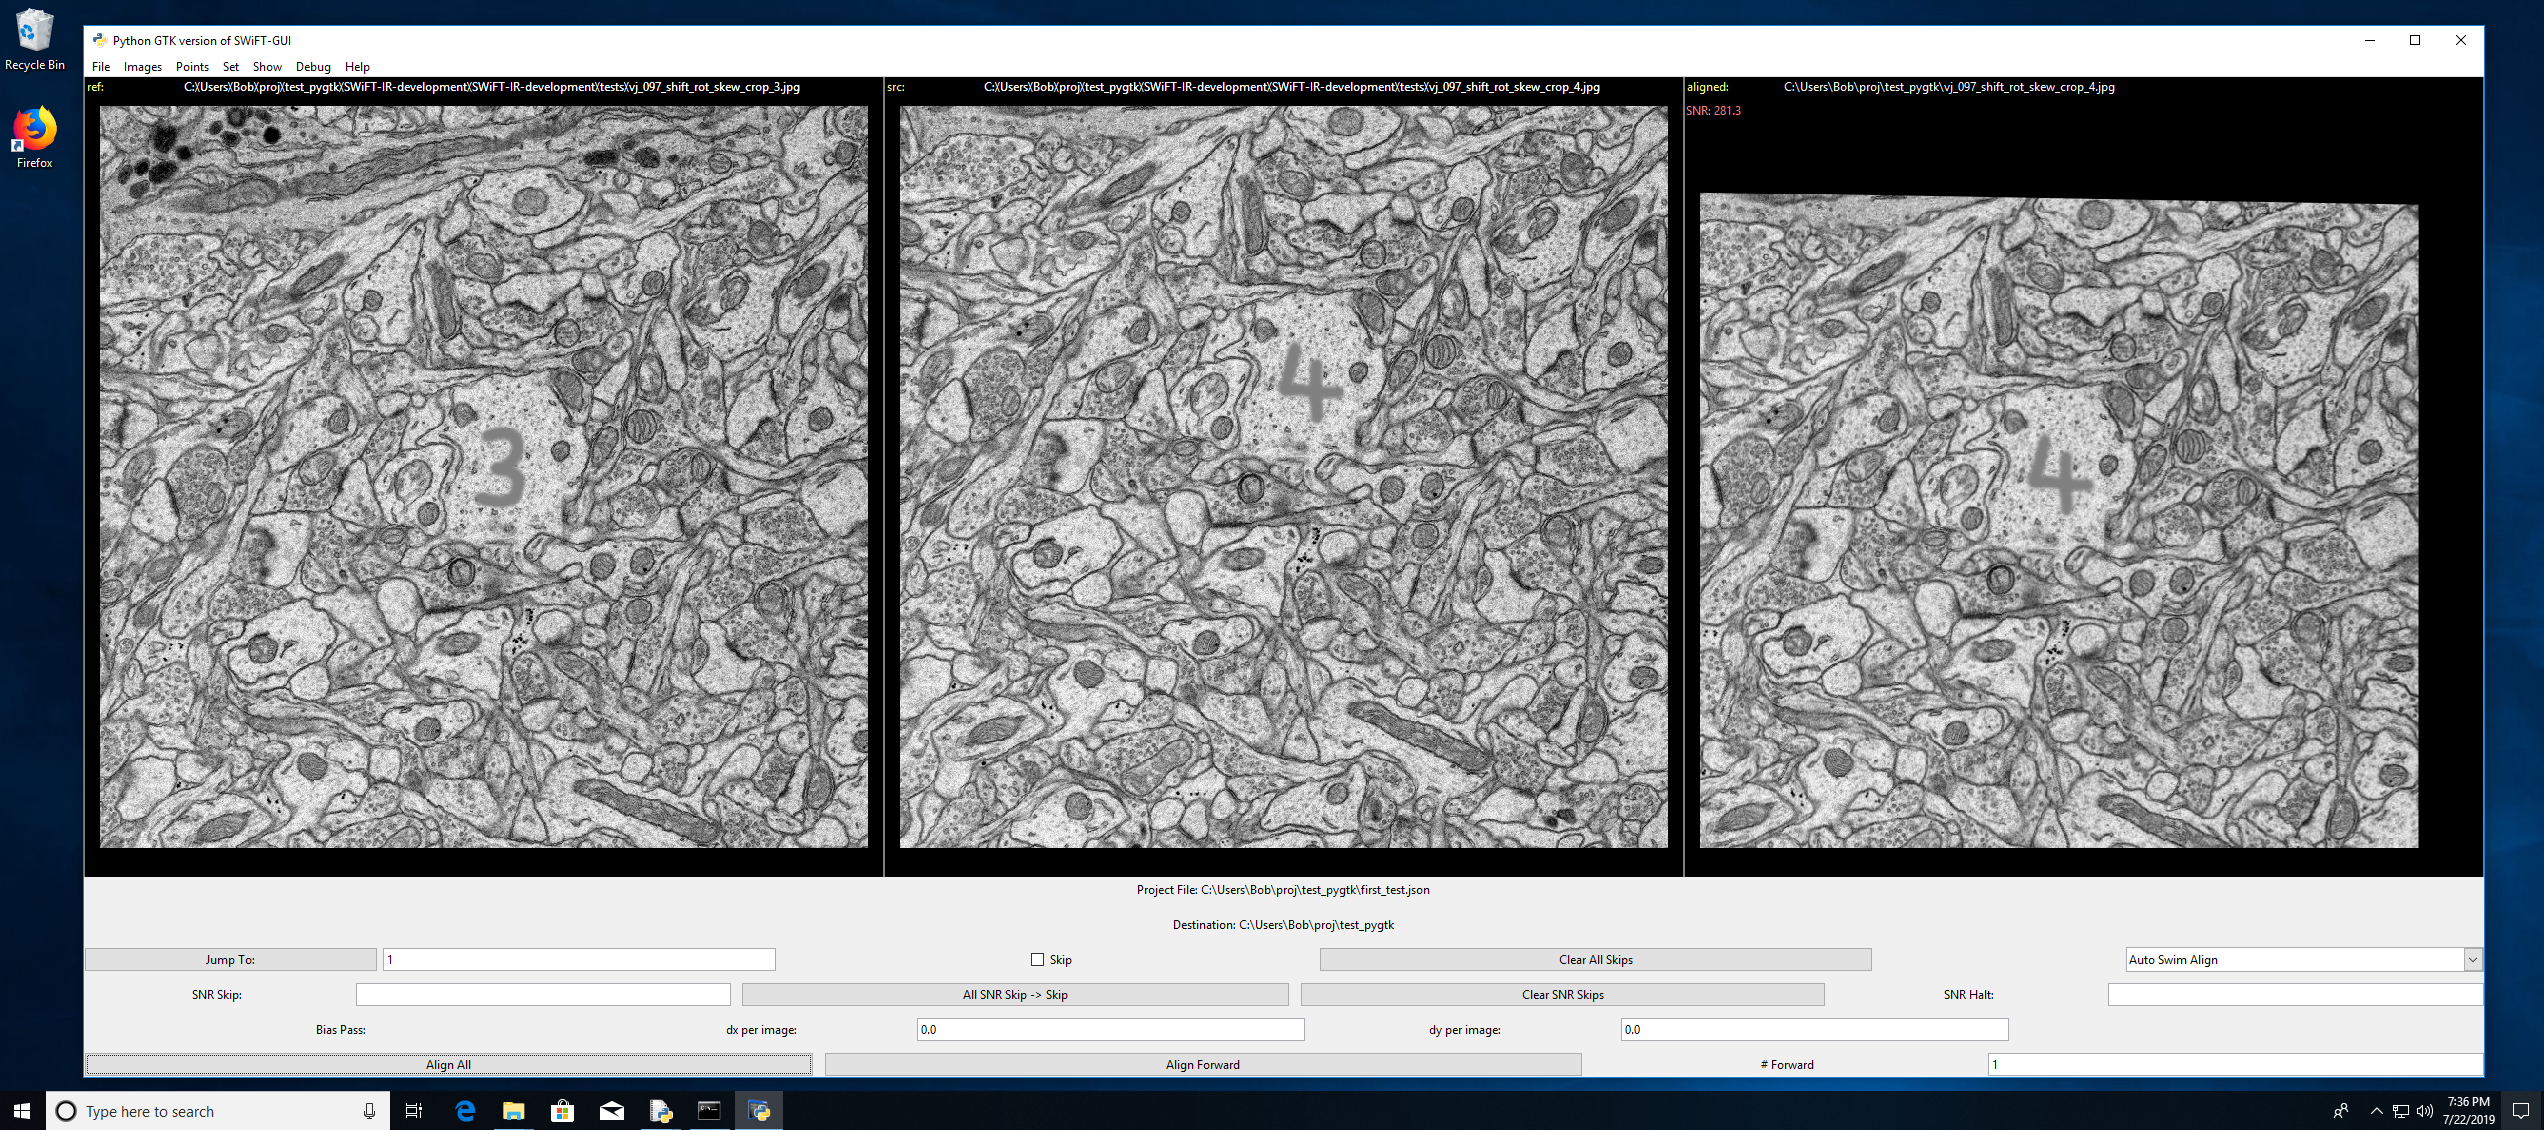 Recycle Bin
Firefox
Python GTK version of SWiFT-GUI
File Images Points Set Show Debug Help
ref: C:\Users\Bob\proj\test_pygtk\SWiFT-IR-development\SWiFT-IR-development\tests\vj_097_shift_rot_skew_crop_3.jpg
src: C:\Users\Bob\proj\test_pygtk\SWiFT-IR-development\SWiFT-IR-development\tests\vj_097_shift_rot_skew_crop_4.jpg
aligned: C:\Users\Bob\proj\test_pygtk\vj_097_shift_rot_skew_crop_4.jpg
SNR: 281.3
3
4
4
Project File: C:\Users\Bob\proj\test_pygtk\first_test.json
Destination: C:\Users\Bob\proj\test_pygtk
Jump To: 1 Skip Clear All Skips Auto Swim Align
SNR Skip: All SNR Skip -> Skip Clear SNR Skips SNR Halt:
Bias Pass: dx per image: 0.0 dy per image: 0.0
Align All Align Forward # Forward 1
Type here to search
7:36 PM
7/22/2019